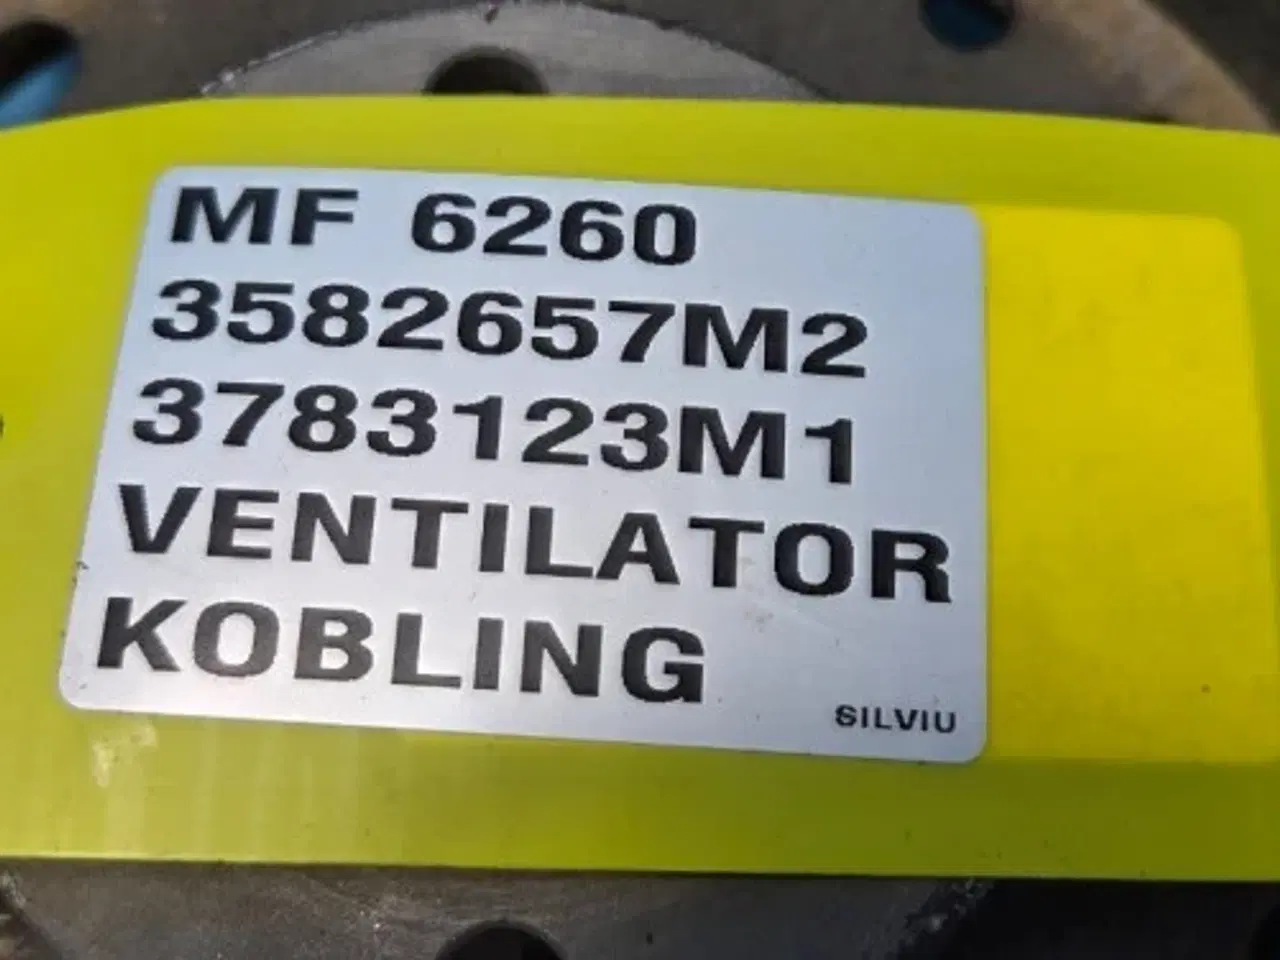 MF 6260
3582657M2
3783123M1
VENTILATOR
KOBLING
SILVIU